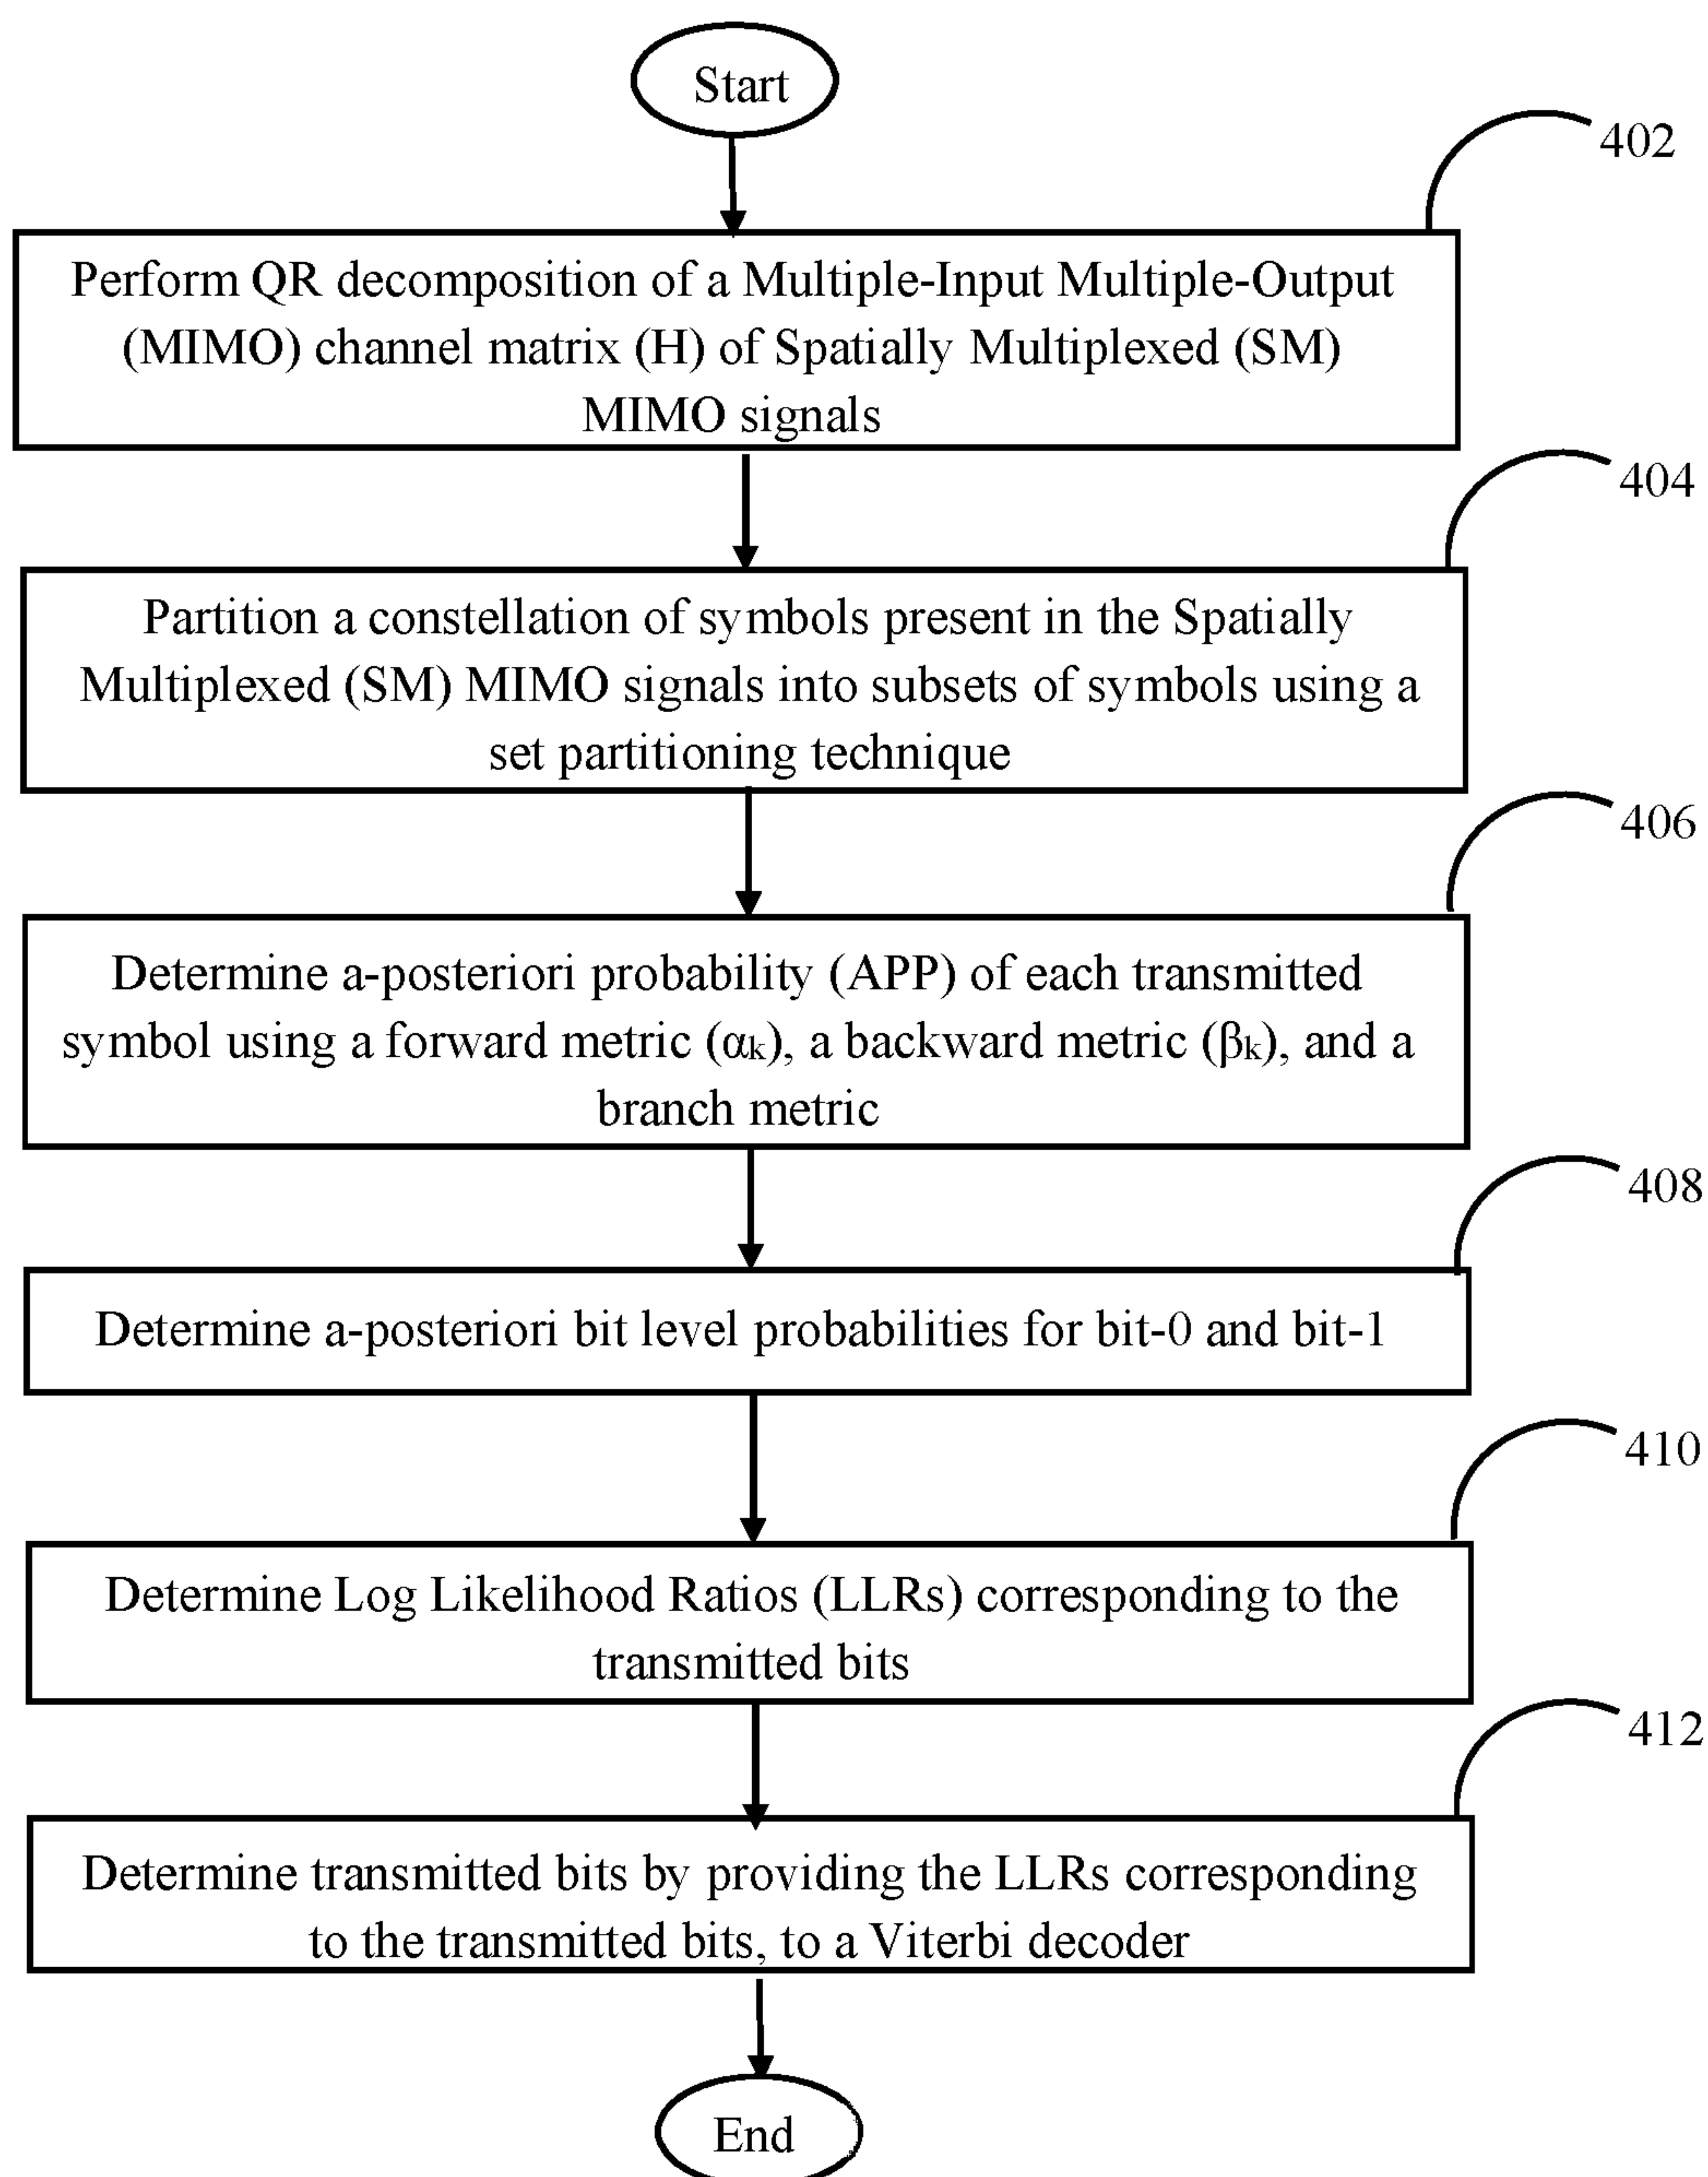 Start
402
Perform QR decomposition of a Multiple-Input Multiple-Output
(MIMO) channel matrix (H) of Spatially Multiplexed (SM)
MIMO signals
404
Partition a constellation of symbols present in the Spatially
Multiplexed (SM) MIMO signals into subsets of symbols using a
set partitioning technique
406
Determine a-posteriori probability (APP) of each transmitted
symbol using a forward metric (αk), a backward metric (βk), and a
branch metric
408
Determine a-posteriori bit level probabilities for bit-0 and bit-1
410
Determine Log Likelihood Ratios (LLRs) corresponding to the
transmitted bits
412
Determine transmitted bits by providing the LLRs corresponding
to the transmitted bits, to a Viterbi decoder
End